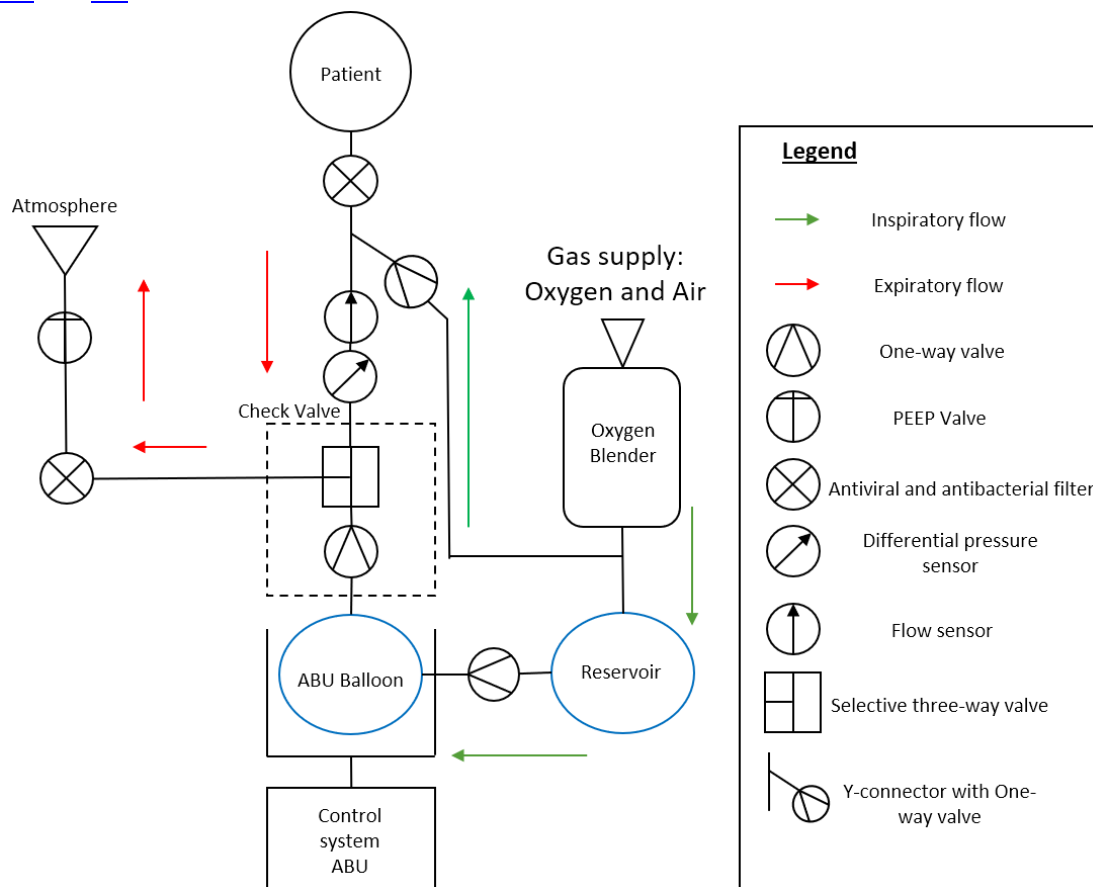 Patient
Atmosphere
Gas supply:
Oxygen and Air
Check Valve
Oxygen
Blender
ABU Balloon
Reservoir
Control
system
ABU
Legend
Inspiratory flow
Expiratory flow
One-way valve
PEEP Valve
Antiviral and antibacterial filter
Differential pressure
sensor
Flow sensor
Selective three-way valve
Y-connector with One-
way valve